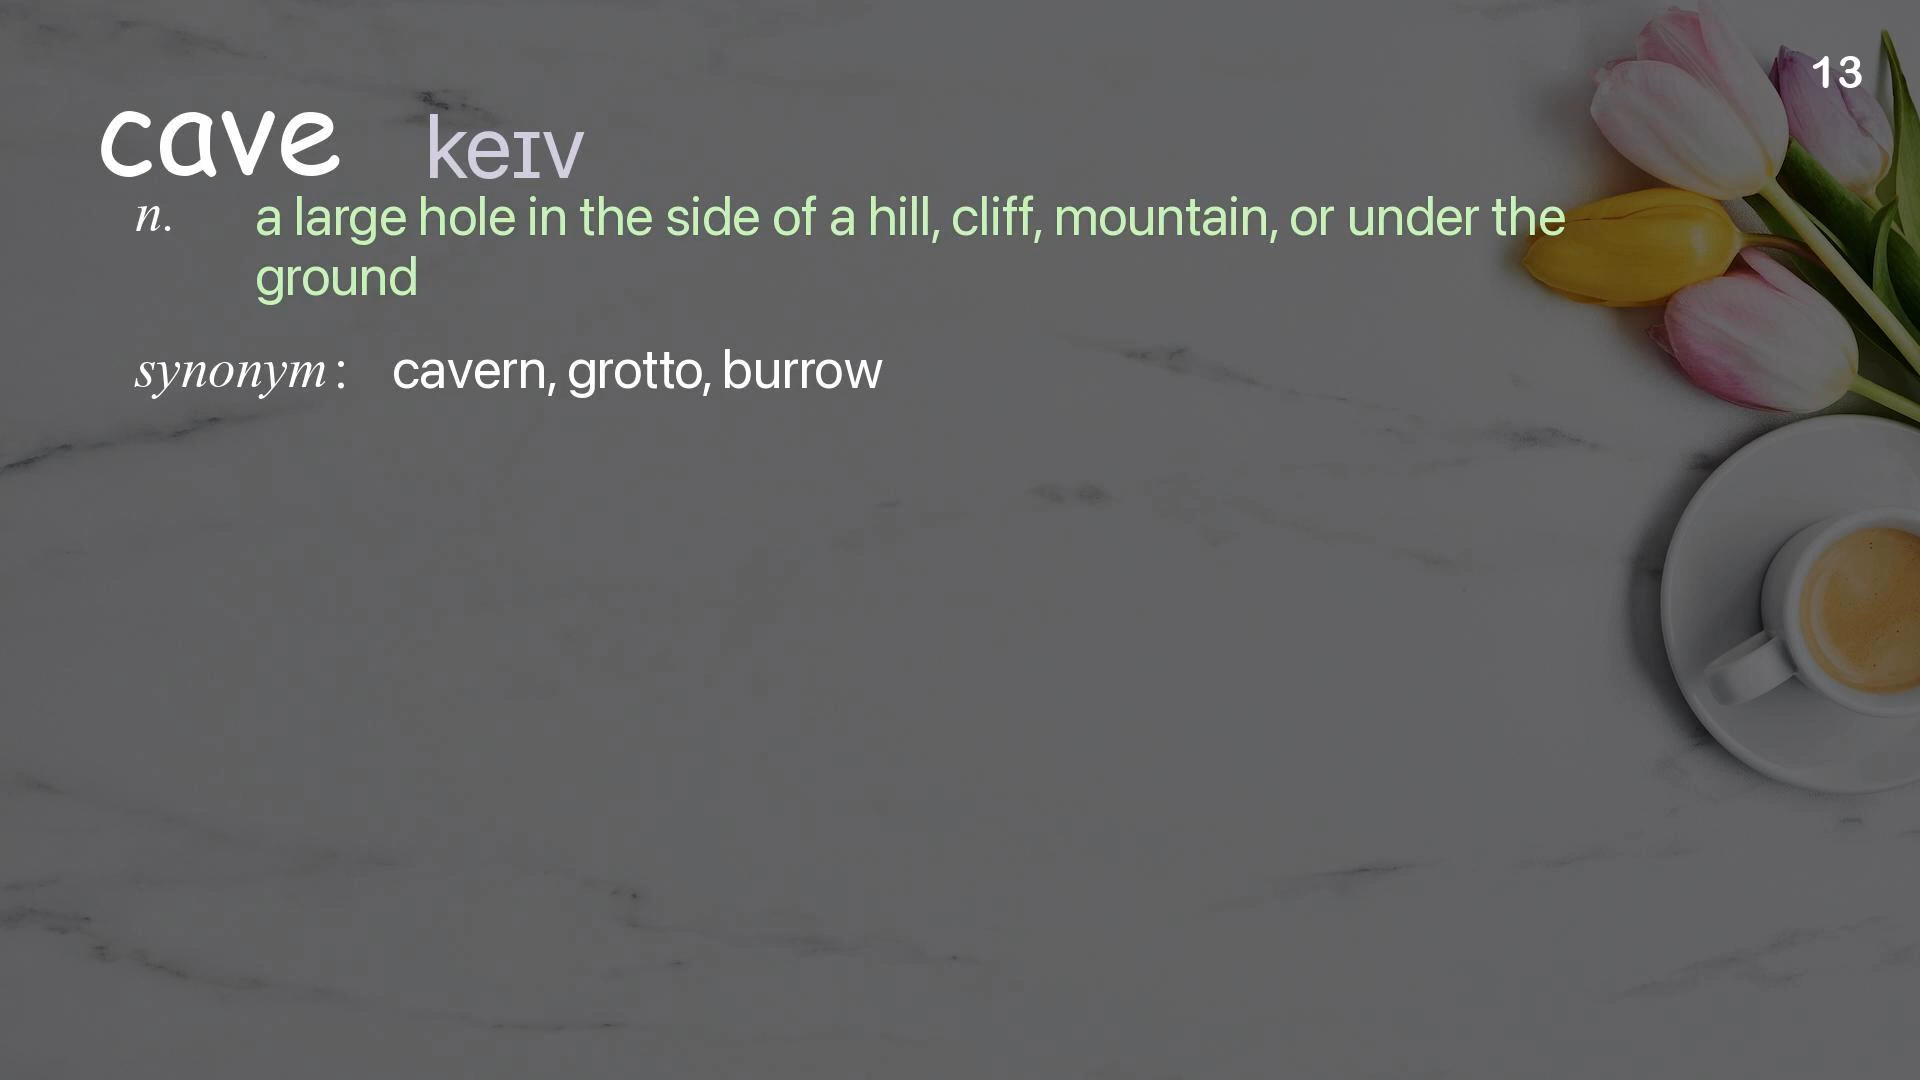 13
cave keɪv
n. a large hole in the side of a hill, cliff, mountain, or under the
ground
synonym : cavern, grotto, burrow